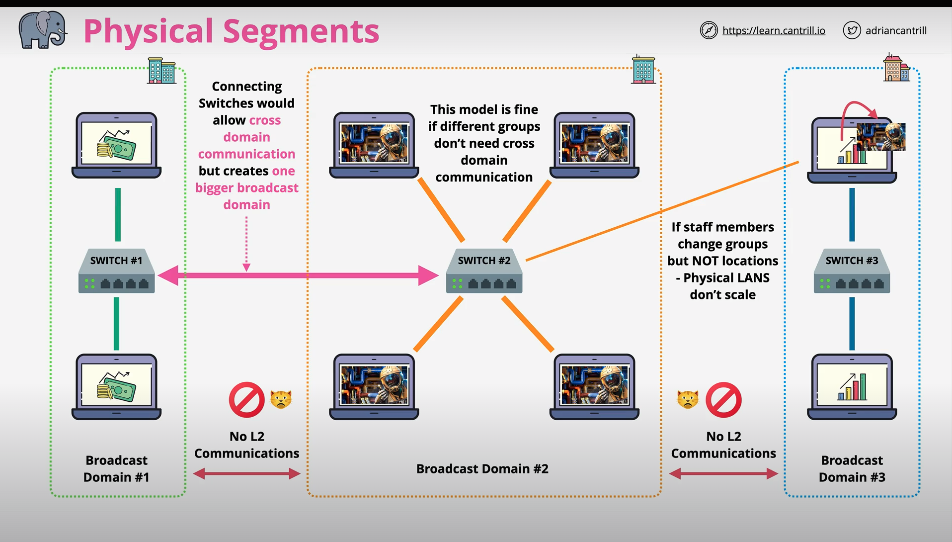 Physical Segments
https://learn.cantrill.io
adriancantrill
Connecting
Switches would
allow cross
domain
communication
but creates one
bigger broadcast
domain
This model is fine
if different groups
don't need cross
domain
communication
If staff members
change groups
but NOT locations
- Physical LANS
don't scale
SWITCH #1
SWITCH #2
SWITCH #3
No L2
Communications
No L2
Communications
Broadcast
Domain #1
Broadcast Domain #2
Broadcast
Domain #3